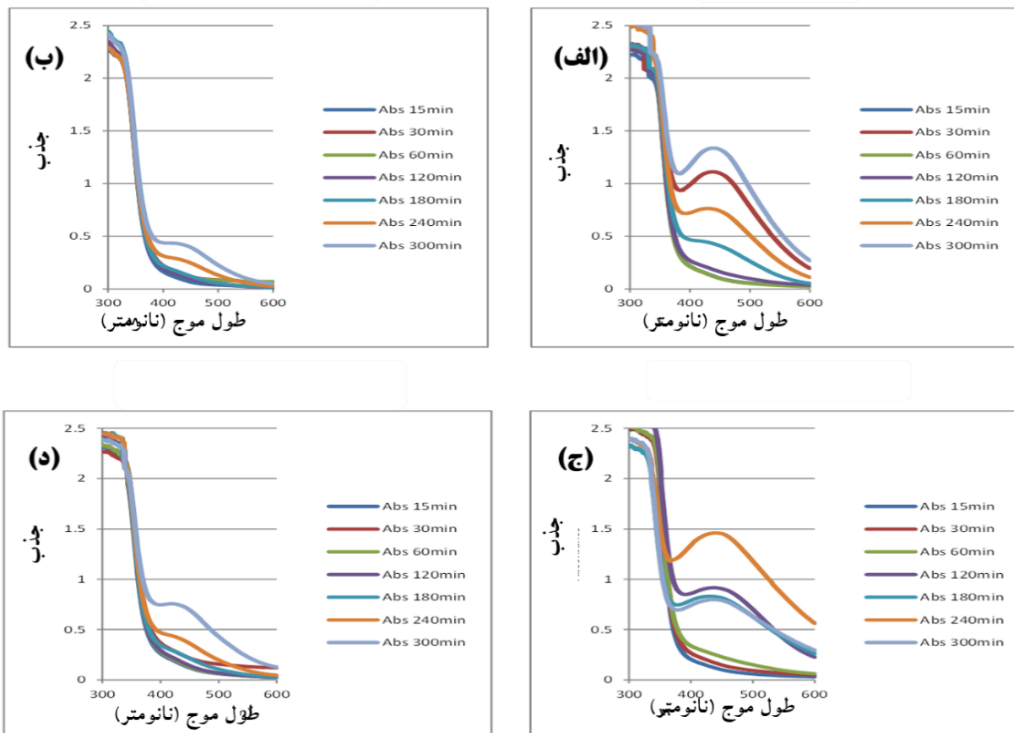 (الف)
جذب
2.5
2
1.5
1
0.5
0
300 400 500 600
طول موج (نانومتر)
Abs 15min
Abs 30min
Abs 60min
Abs 120min
Abs 180min
Abs 240min
Abs 300min
(ب)
جذب
2.5
2
1.5
1
0.5
0
300 400 500 600
طول موج (نانومتر)
Abs 15min
Abs 30min
Abs 60min
Abs 120min
Abs 180min
Abs 240min
Abs 300min
(ج)
جذب
2.5
2
1.5
1
0.5
0
300 400 500 600
طول موج (نانومتر)
Abs 15min
Abs 30min
Abs 60min
Abs 120min
Abs 180min
Abs 240min
Abs 300min
(د)
جذب
2.5
2
1.5
1
0.5
0
300 400 500 600
طول موج (نانومتر)
Abs 15min
Abs 30min
Abs 60min
Abs 120min
Abs 180min
Abs 240min
Abs 300min